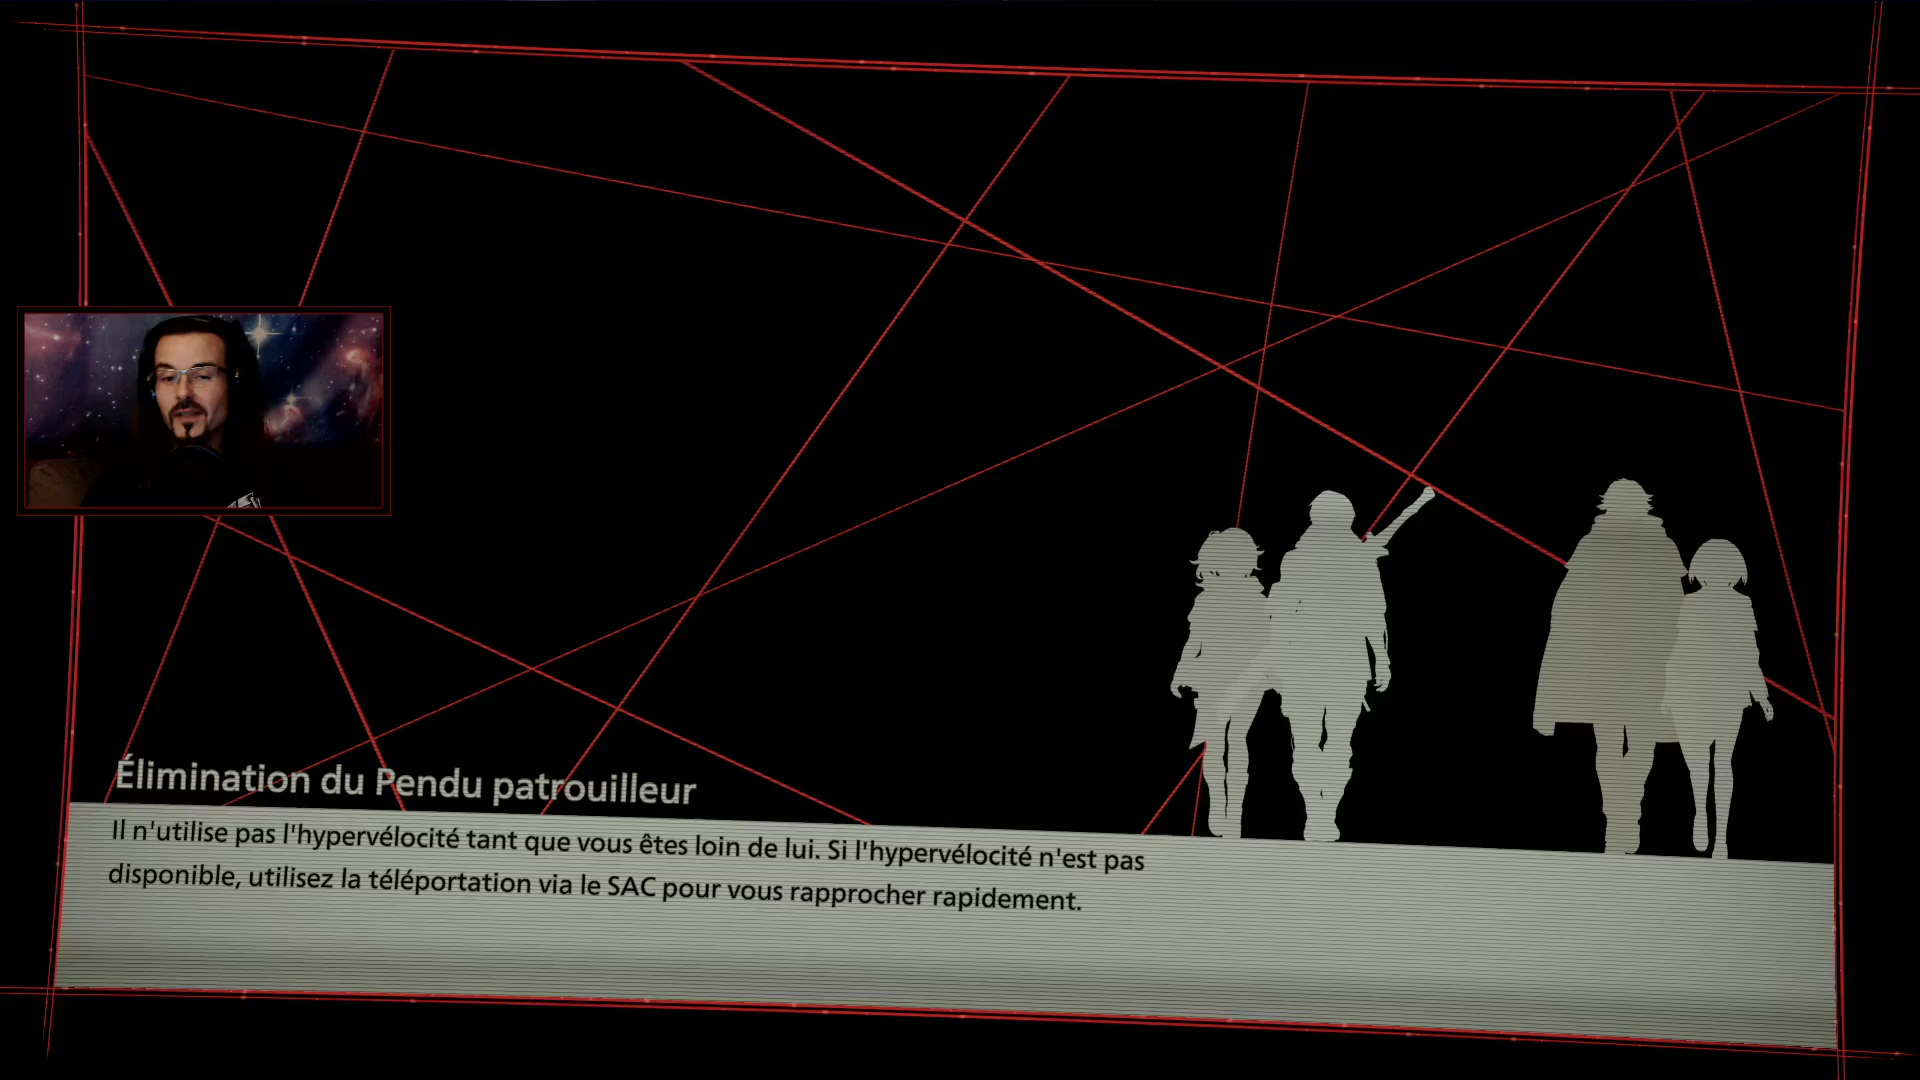 Élimination du Pendu patrouilleur
Il n'utilise pas l'hypervélocité tant que vous êtes loin de lui. Si l'hypervélocité n'est pas
disponible, utilisez la téléportation via le SAC pour vous rapprocher rapidement.